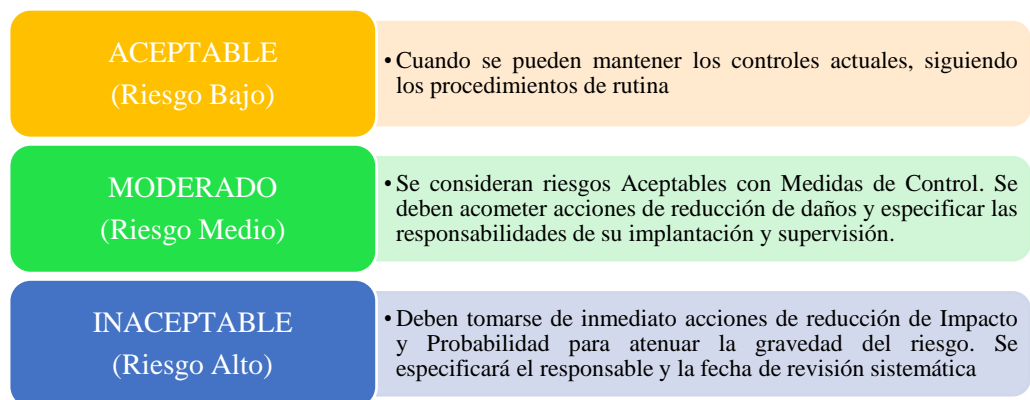 ACEPTABLE
(Riesgo Bajo)
• Cuando se pueden mantener los controles actuales, siguiendo
los procedimientos de rutina
MODERADO
(Riesgo Medio)
• Se consideran riesgos Aceptables con Medidas de Control. Se
deben acometer acciones de reducción de daños y especificar las
responsabilidades de su implantación y supervisión.
INACEPTABLE
(Riesgo Alto)
• Deben tomarse de inmediato acciones de reducción de Impacto
y Probabilidad para atenuar la gravedad del riesgo. Se
especificará el responsable y la fecha de revisión sistemática